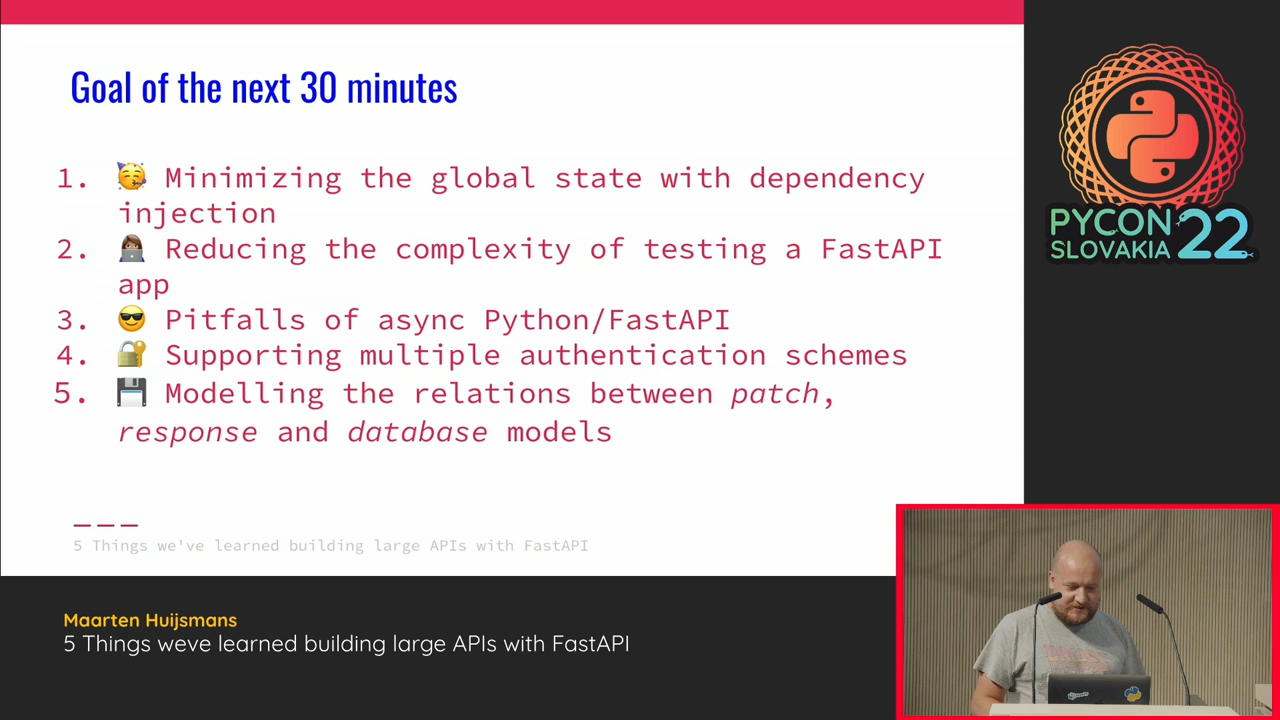 Goal of the next 30 minutes
1. 🥳 Minimizing the global state with dependency
injection
2. 👩🏽‍💻 Reducing the complexity of testing a FastAPI
app
3. 😎 Pitfalls of async Python/FastAPI
4. 🔐 Supporting multiple authentication schemes
5. 💾 Modelling the relations between patch,
response and database models
5 Things we've learned building large APIs with FastAPI
PYCON
SLOVAKIA 22
Maarten Huijsmans
5 Things weve learned building large APIs with FastAPI